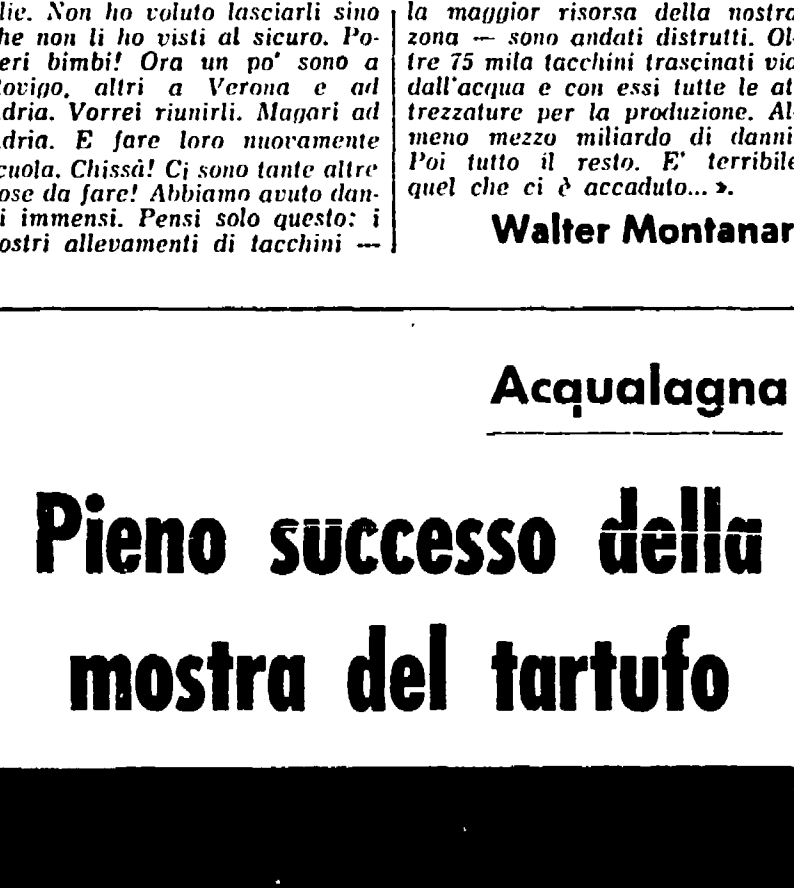 lie. Non ho voluto lasciarli sino
he non li ho visti al sicuro. Po-
eri bimbi! Ora un po' sono a
Rovigo, altri a Verona e ad
dria. Vorrei riunirli. Magari ad
dria. E fare loro nuovamente
cuola. Chissà! Ci sono tante altre
ose da fare! Abbiamo avuto dan-
i immensi. Pensi solo questo: i
ostri allevamenti di tacchini —
la maggior risorsa della nostra
zona — sono andati distrutti. Ol-
tre 75 mila tacchini trascinati via
dall'acqua e con essi tutte le at
trezzature per la produzione. Al-
meno mezzo miliardo di danni.
Poi tutto il resto. E' terribile
quel che ci è accaduto... ».
Walter Montanar
Acqualagna
Pieno successo della
mostra del tartufo